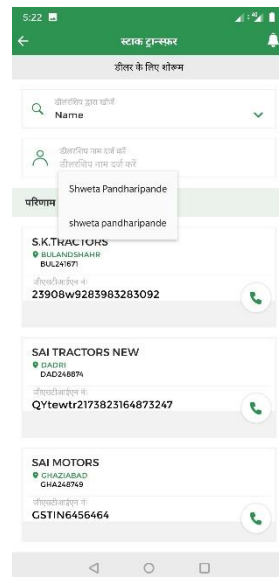 5:22
स्टाक ट्रान्स्फ़र
डीलर के लिए शोरूम
डीलरशिप द्वारा खोजें
Name
डीलरशिप नाम दर्ज करें
डीलरशिप नाम दर्ज करें
Shweta Pandharipande
परिणाम
shweta pandharipande
S.K.TRACTORS
BULANDSHAHR
BUL241671
जीएसटीआईएन नंः
23908w9283983283092
SAI TRACTORS NEW
DADRI
DAD248874
जीएसटीआईएन नंः
QYtewtr2173823164873247
SAI MOTORS
GHAZIABAD
GHA248749
जीएसटीआईएन नंः
GSTIN6456464